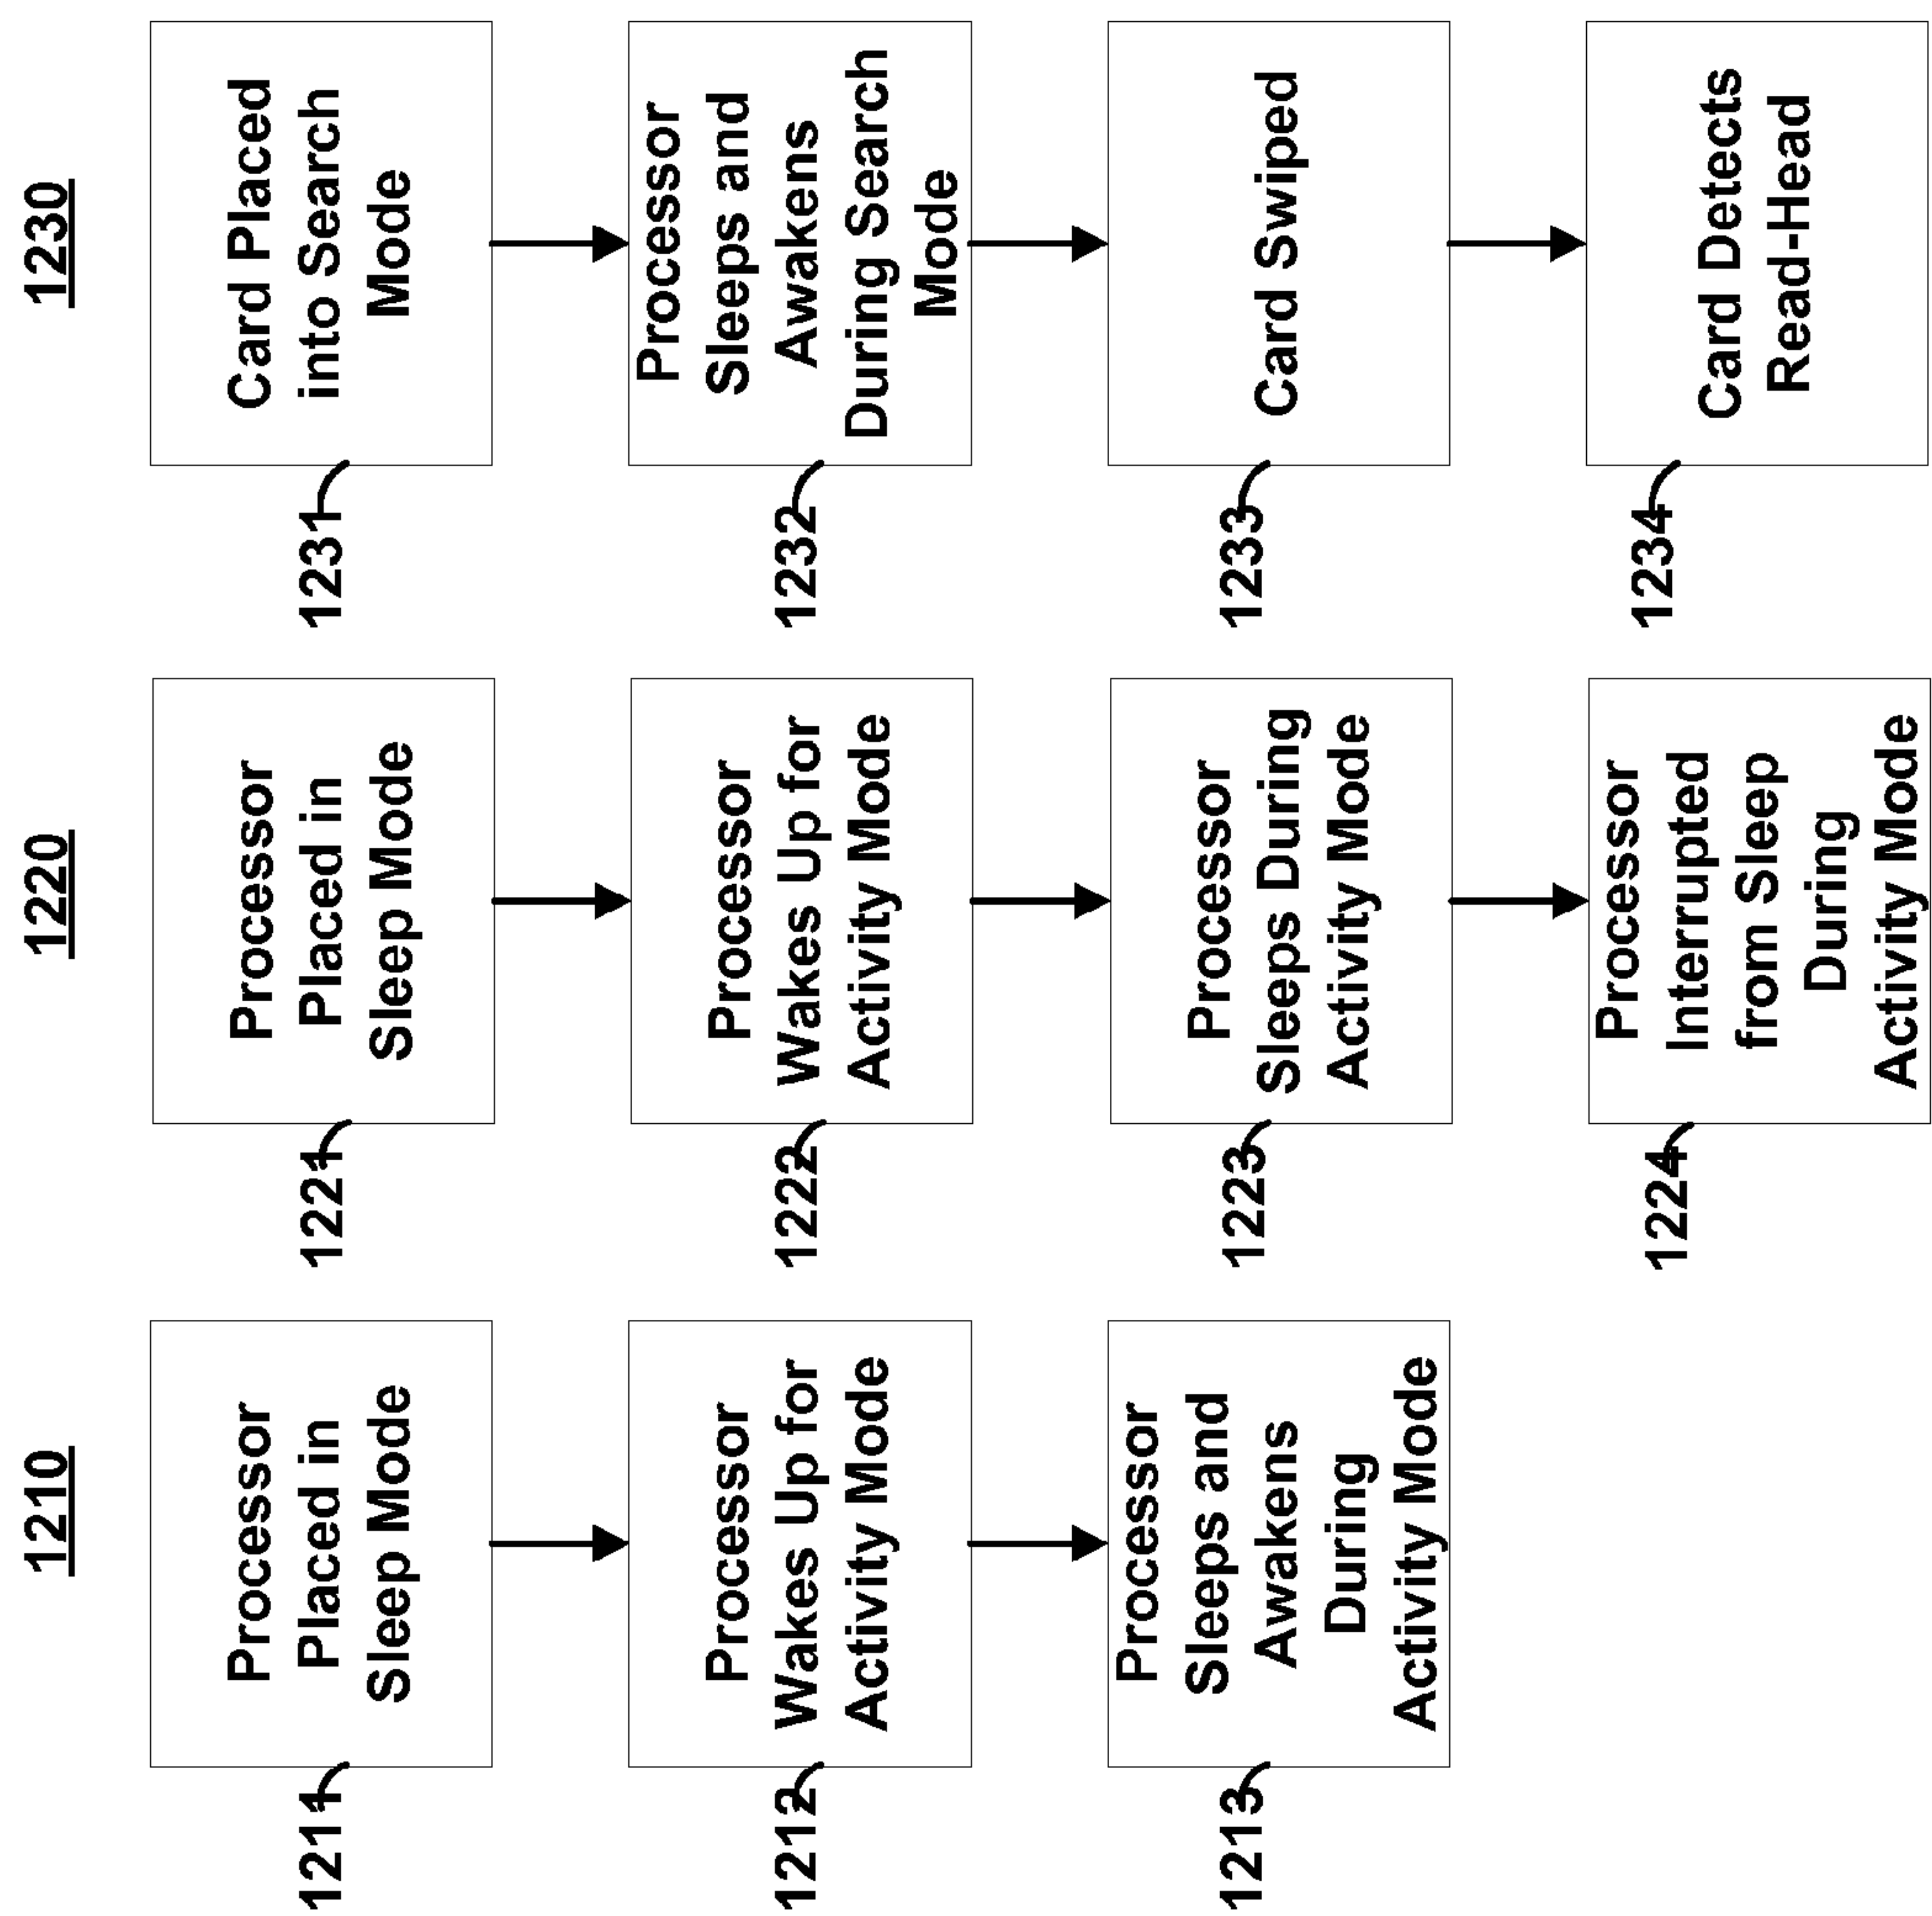 1210
1211
Processor
Placed in
Sleep Mode
1212
Processor
Wakes Up for
Activity Mode
1213
Processor
Sleeps and
Awakens
During
Activity Mode
1220
1221
Processor
Placed in
Sleep Mode
1222
Processor
Wakes Up for
Activity Mode
1223
Processor
Sleeps During
Activity Mode
1224
Processor
Interrupted
from Sleep
During
Activity Mode
1230
1231
Card Placed
into Search
Mode
1232
Processor
Sleeps and
Awakens
During Search
Mode
1233
Card Swiped
1234
Card Detects
Read-Head